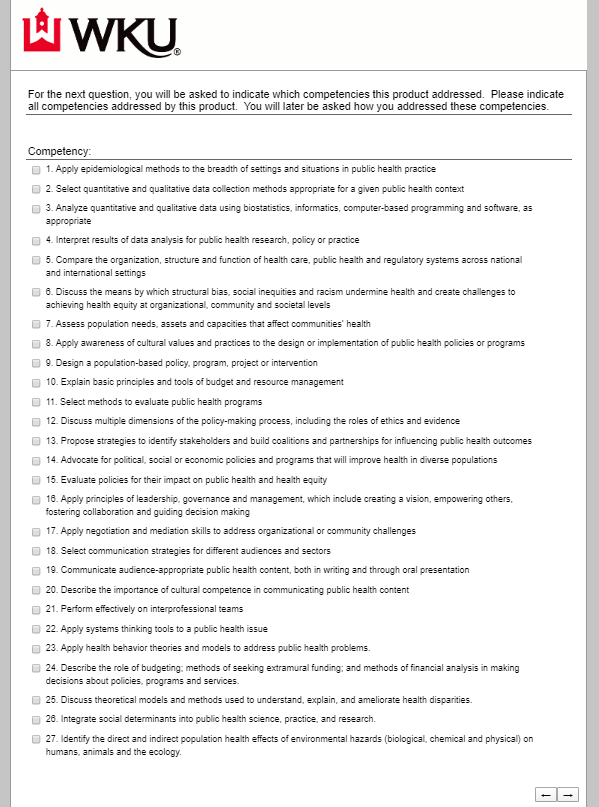 WKU®
For the next question, you will be asked to indicate which competencies this product addressed. Please indicate
all competencies addressed by this product. You will later be asked how you addressed these competencies.
Competency:
1. Apply epidemiological methods to the breadth of settings and situations in public health practice
2. Select quantitative and qualitative data collection methods appropriate for a given public health context
3. Analyze quantitative and qualitative data using biostatistics, informatics, computer-based programming and software, as
appropriate
4. Interpret results of data analysis for public health research, policy or practice
5. Compare the organization, structure and function of health care, public health and regulatory systems across national
and international settings
6. Discuss the means by which structural bias, social inequities and racism undermine health and create challenges to
achieving health equity at organizational, community and societal levels
7. Assess population needs, assets and capacities that affect communities' health
8. Apply awareness of cultural values and practices to the design or implementation of public health policies or programs
9. Design a population-based policy, program, project or intervention
10. Explain basic principles and tools of budget and resource management
11. Select methods to evaluate public health programs
12. Discuss multiple dimensions of the policy-making process, including the roles of ethics and evidence
13. Propose strategies to identify stakeholders and build coalitions and partnerships for influencing public health outcomes
14. Advocate for political, social or economic policies and programs that will improve health in diverse populations
15. Evaluate policies for their impact on public health and health equity
16. Apply principles of leadership, governance and management, which include creating a vision, empowering others,
fostering collaboration and guiding decision making
17. Apply negotiation and mediation skills to address organizational or community challenges
18. Select communication strategies for different audiences and sectors
19. Communicate audience-appropriate public health content, both in writing and through oral presentation
20. Describe the importance of cultural competence in communicating public health content
21. Perform effectively on interprofessional teams
22. Apply systems thinking tools to a public health issue
23. Apply health behavior theories and models to address public health problems.
24. Describe the role of budgeting; methods of seeking extramural funding; and methods of financial analysis in making
decisions about policies, programs and services.
25. Discuss theoretical models and methods used to understand, explain, and ameliorate health disparities.
26. Integrate social determinants into public health science, practice, and research.
27. Identify the direct and indirect population health effects of environmental hazards (biological, chemical and physical) on
humans, animals and the ecology.
← →